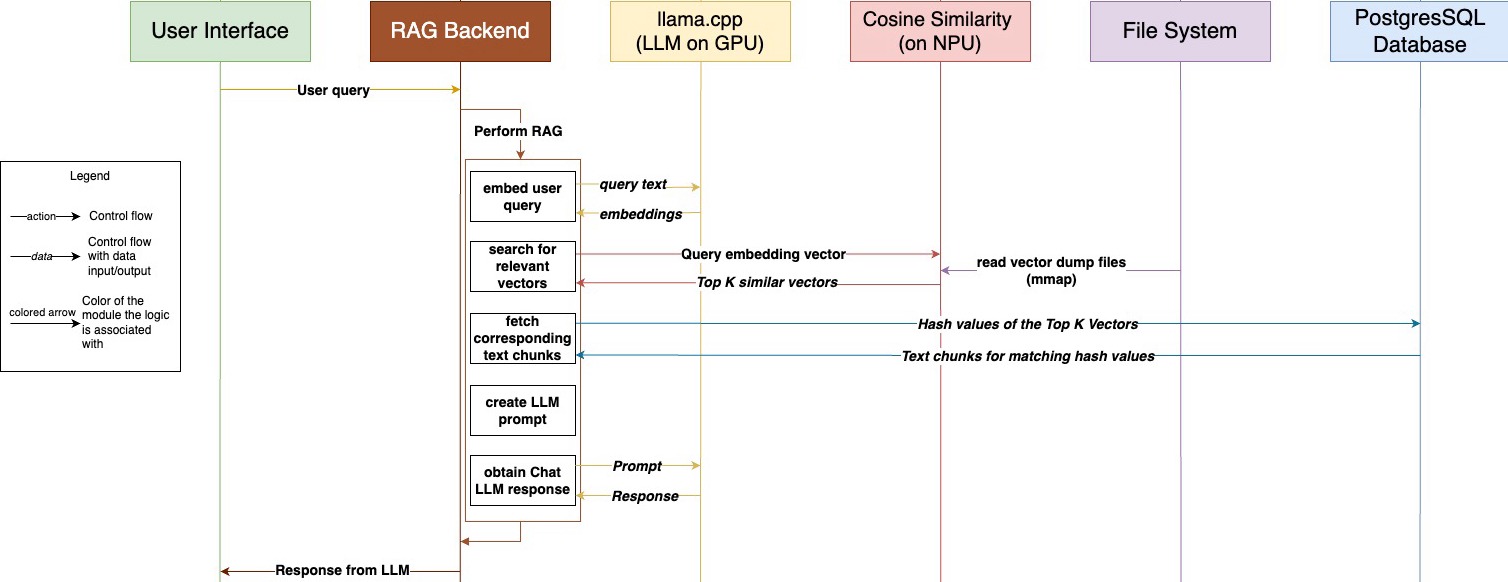 User Interface
RAG Backend
llama.cpp
(LLM on GPU)
Cosine Similarity
(on NPU)
File System
PostgresSQL
Database
User query
Perform RAG
Legend
action
Control flow
data
Control flow
with data
input/output
colored arrow
Color of the
module the logic
is associated
with
embed user
query
query text
embeddings
search for
relevant
vectors
Query embedding vector
read vector dump files
(mmap)
Top K similar vectors
fetch
corresponding
text chunks
Hash values of the Top K Vectors
Text chunks for matching hash values
create LLM
prompt
obtain Chat
LLM response
Prompt
Response
Response from LLM